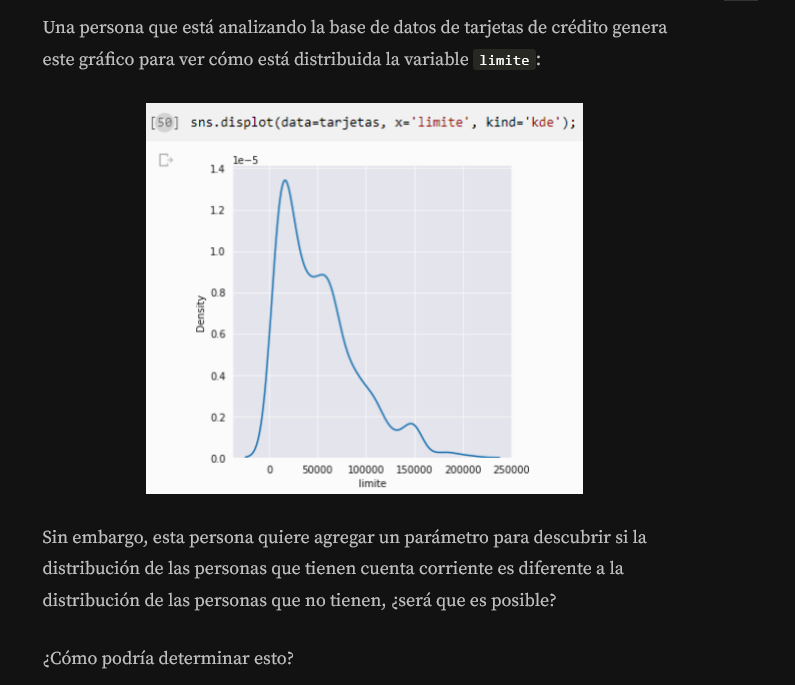 Una persona que está analizando la base de datos de tarjetas de crédito genera
este gráfico para ver cómo está distribuida la variable limite :
[50] sns.displot(data=tarjetas, x='limite', kind='kde');
1e-5
1.4
1.2
1.0
0.8
0.6
0.4
0.2
0.0
Density
0 50000 100000 150000 200000 250000
limite
Sin embargo, esta persona quiere agregar un parámetro para descubrir si la
distribución de las personas que tienen cuenta corriente es diferente a la
distribución de las personas que no tienen, ¿será que es posible?
¿Cómo podría determinar esto?